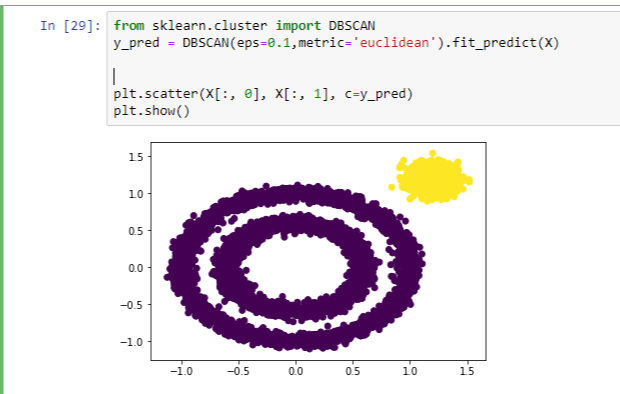 In [29]: from sklearn.cluster import DBSCAN
y_pred = DBSCAN(eps=0.1,metric='euclidean').fit_predict(X)
plt.scatter(X[:, 0], X[:, 1], c=y_pred)
plt.show()
1.5
1.0
0.5
0.0
−0.5
−1.0
−1.0 −0.5 0.0 0.5 1.0 1.5